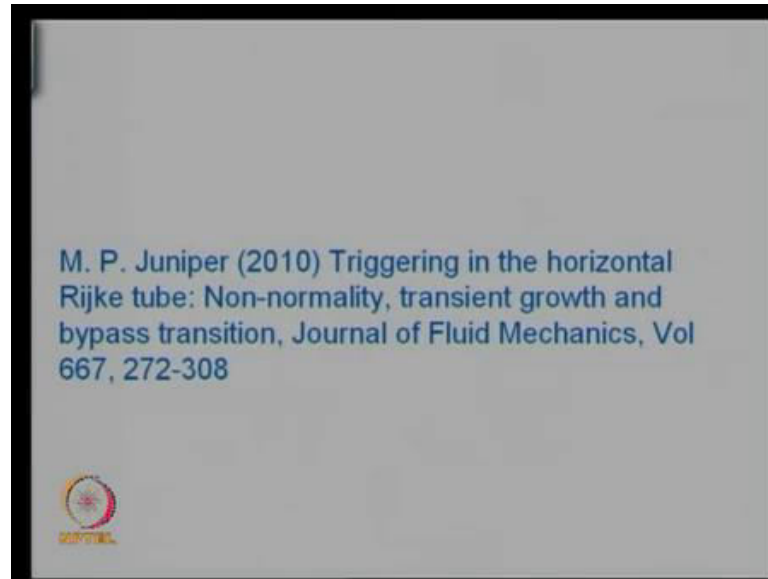 M. P. Juniper (2010) Triggering in the horizontal
Rijke tube: Non-normality, transient growth and
bypass transition, Journal of Fluid Mechanics, Vol
667, 272-308
NPTEL